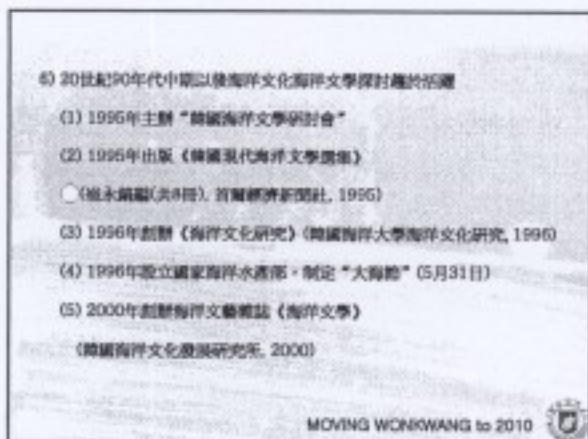 6) 20世紀90年代中期以後海洋文化海洋文學探討趨於活躍
(1) 1995年主辦“韓國海洋文學研討會”
(2) 1995年出版《韓國現代海洋文學選集》
(崔永鎬編(共8冊), 首爾經濟新聞社, 1995)
(3) 1996年創辦《海洋文化研究》(韓國海洋大學海洋文化研究, 1996)
(4) 1996年設立國家海洋水產部·制定“大海節” (5月31日)
(5) 2000年創辦海洋文藝雜誌《海洋文學》
(韓國海洋文化發展研究所, 2000)
MOVING WONKWANG to 2010